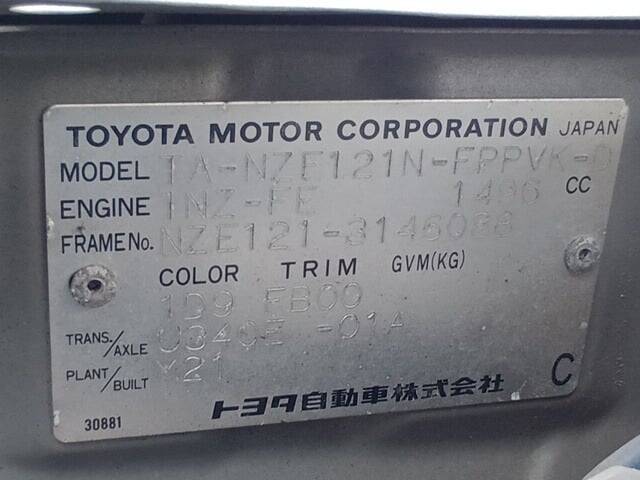 TOYOTA MOTOR CORPORATION JAPAN
MODEL TA-NZE121N-FPPVK-D
ENGINE 1NZ-FE 1496 CC
FRAME No. NZE121-3146088
COLOR TRIM GVM(KG)
1D9 FB00
TRANS./AXLE U340E -01A
PLANT/BUILT M21
トヨタ自動車株式会社 C
30881